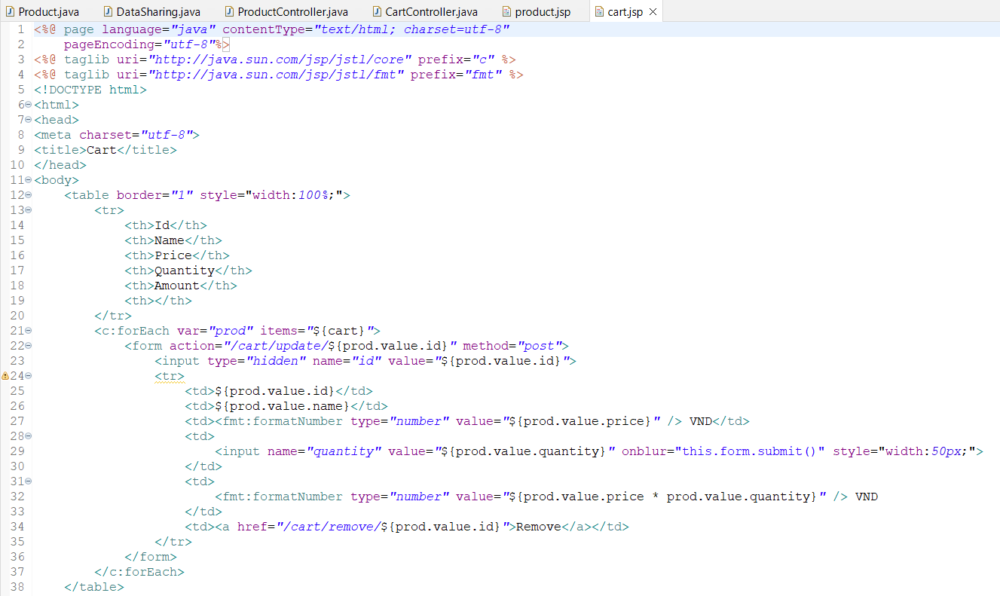 Product.java DataSharing.java ProductController.java CartController.java product.jsp cart.jsp
1 <%@ page language="java" contentType="text/html; charset=utf-8"
2     pageEncoding="utf-8"%>
3 <%@ taglib uri="http://java.sun.com/jsp/jstl/core" prefix="c" %>
4 <%@ taglib uri="http://java.sun.com/jsp/jstl/fmt" prefix="fmt" %>
5 <!DOCTYPE html>
6 <html>
7 <head>
8 <meta charset="utf-8">
9 <title>Cart</title>
10 </head>
11 <body>
12     <table border="1" style="width:100%;">
13         <tr>
14             <th>Id</th>
15             <th>Name</th>
16             <th>Price</th>
17             <th>Quantity</th>
18             <th>Amount</th>
19             <th></th>
20         </tr>
21         <c:forEach var="prod" items="${cart}">
22             <form action="/cart/update/${prod.value.id}" method="post">
23                 <input type="hidden" name="id" value="${prod.value.id}">
24                 <tr>
25                     <td>${prod.value.id}</td>
26                     <td>${prod.value.name}</td>
27                     <td><fmt:formatNumber type="number" value="${prod.value.price}" /> VND</td>
28                     <td>
29                         <input name="quantity" value="${prod.value.quantity}" onblur="this.form.submit()" style="width:50px;">
30                     </td>
31                     <td>
32                         <fmt:formatNumber type="number" value="${prod.value.price * prod.value.quantity}" /> VND
33                     </td>
34                     <td><a href="/cart/remove/${prod.value.id}">Remove</a></td>
35                 </tr>
36             </form>
37         </c:forEach>
38     </table>